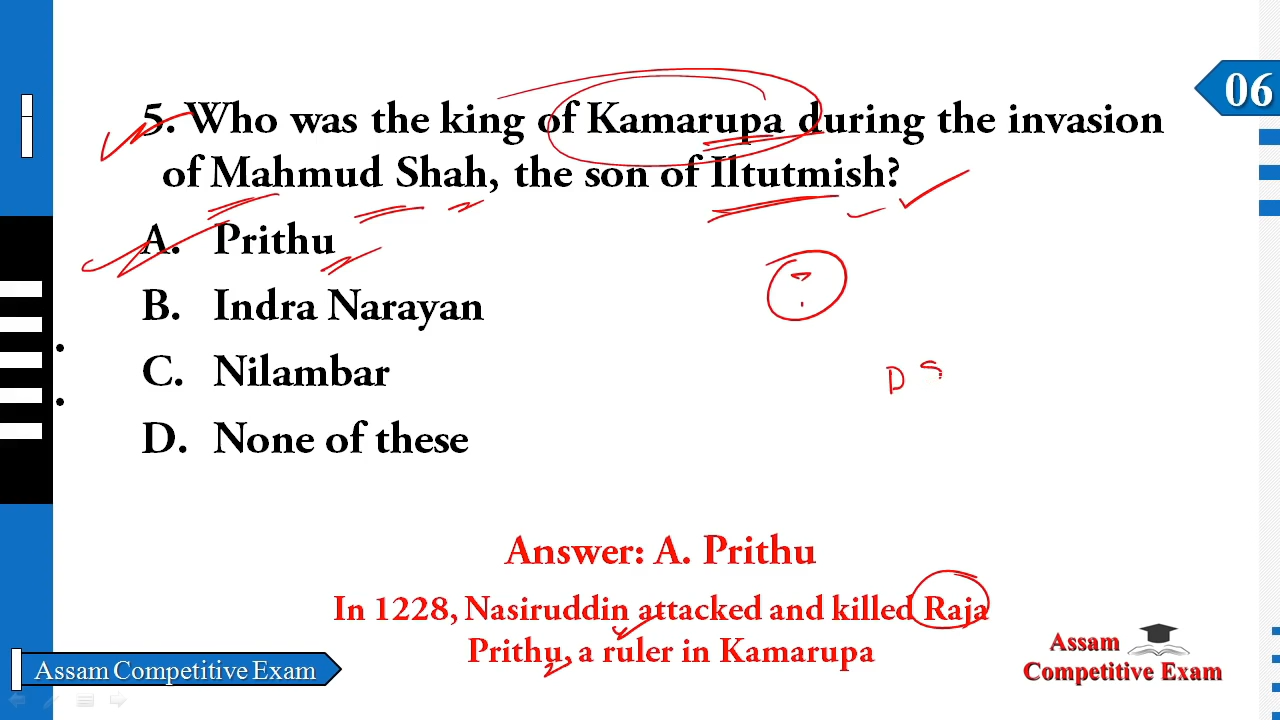 06
5. Who was the king of Kamarupa during the invasion
of Mahmud Shah, the son of Iltutmish?
A. Prithu
?
B. Indra Narayan
C. Nilambar
D S
D. None of these
Answer: A. Prithu
In 1228, Nasiruddin attacked and killed Raja
Prithu, a ruler in Kamarupa
Assam Competitive Exam
Assam
Competitive Exam